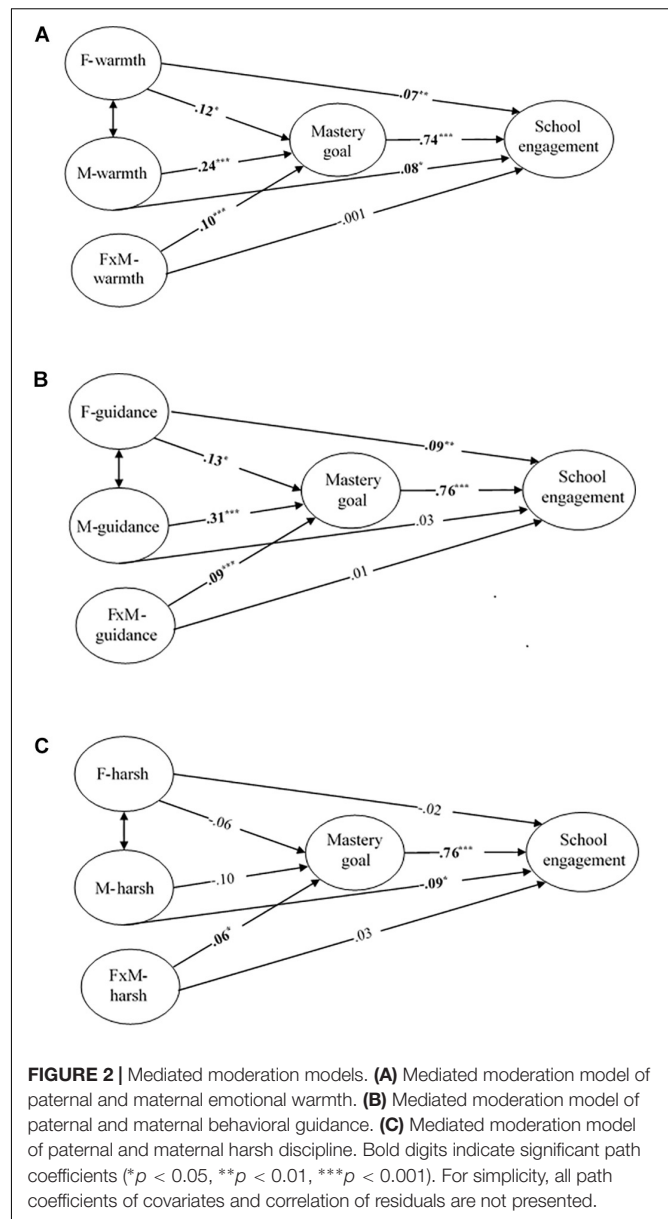 A
F-warmth
.07**
.12*
Mastery
goal
.74***
School
engagement
M-warmth
.24***
.08*
.10***
-.001
FxM-
warmth
B
F-guidance
.09**
.13*
Mastery
goal
.76***
School
engagement
M-guidance
.31***
.03
.09***
.01
FxM-
guidance
C
F-harsh
-.02
-.06
Mastery
goal
.76***
School
engagement
M-harsh
-.10
-.09*
.06*
.03
FxM-
harsh
FIGURE 2 | Mediated moderation models. (A) Mediated moderation model of
paternal and maternal emotional warmth. (B) Mediated moderation model of
paternal and maternal behavioral guidance. (C) Mediated moderation model
of paternal and maternal harsh discipline. Bold digits indicate significant path
coefficients (*p < 0.05, **p < 0.01, ***p < 0.001). For simplicity, all path
coefficients of covariates and correlation of residuals are not presented.